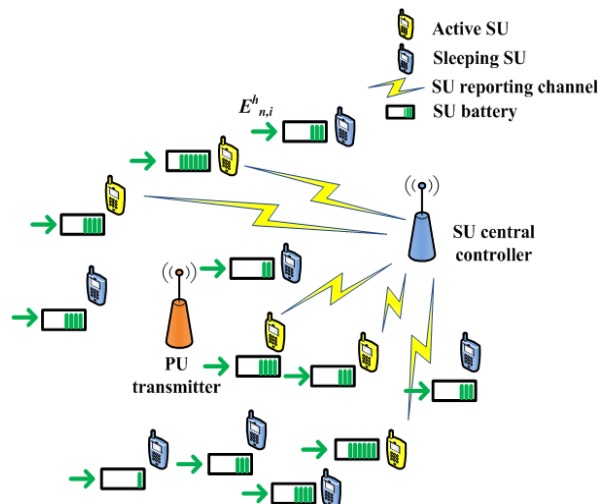 Active SU
Sleeping SU
SU reporting channel
SU battery
E^h_{n,i}
SU central
controller
PU
transmitter